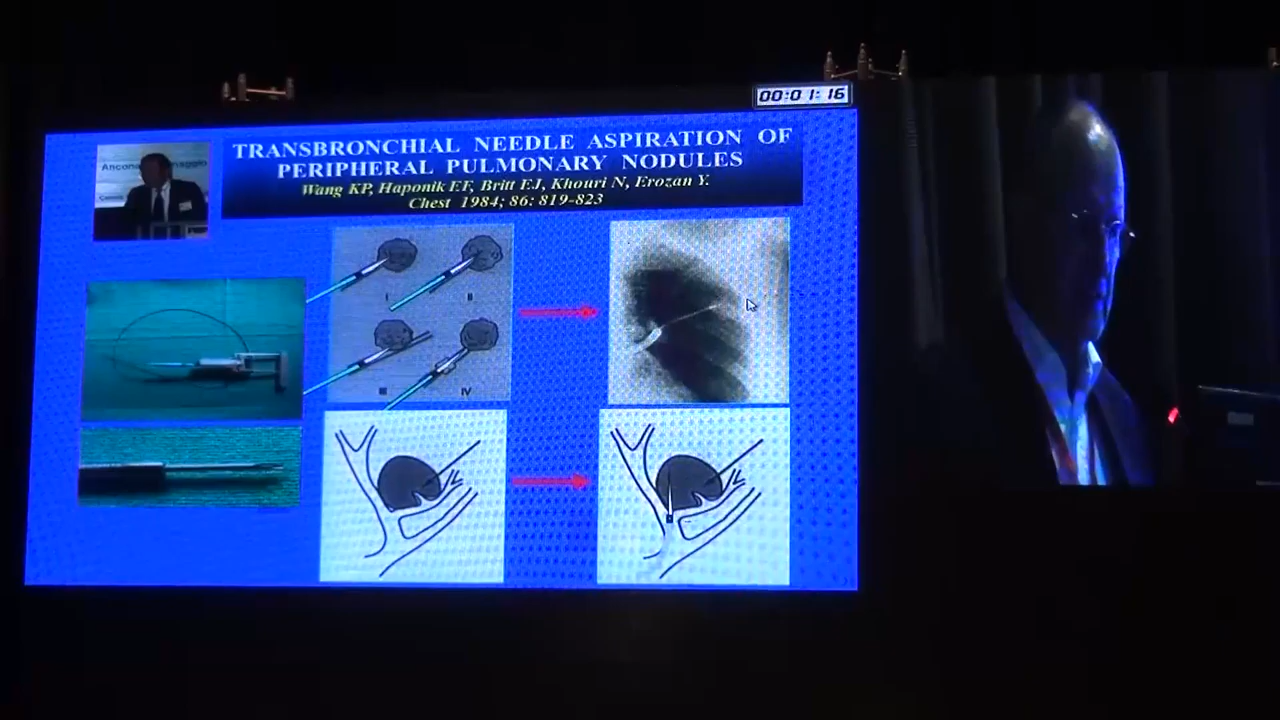 00:01:16
TRANSBRONCHIAL NEEDLE ASPIRATION OF
PERIPHERAL PULMONARY NODULES
Wang KP, Haponik EF, Britt EJ, Khouri N, Erozan Y.
Chest 1984; 86: 819-823
Ancona
I II
III IV